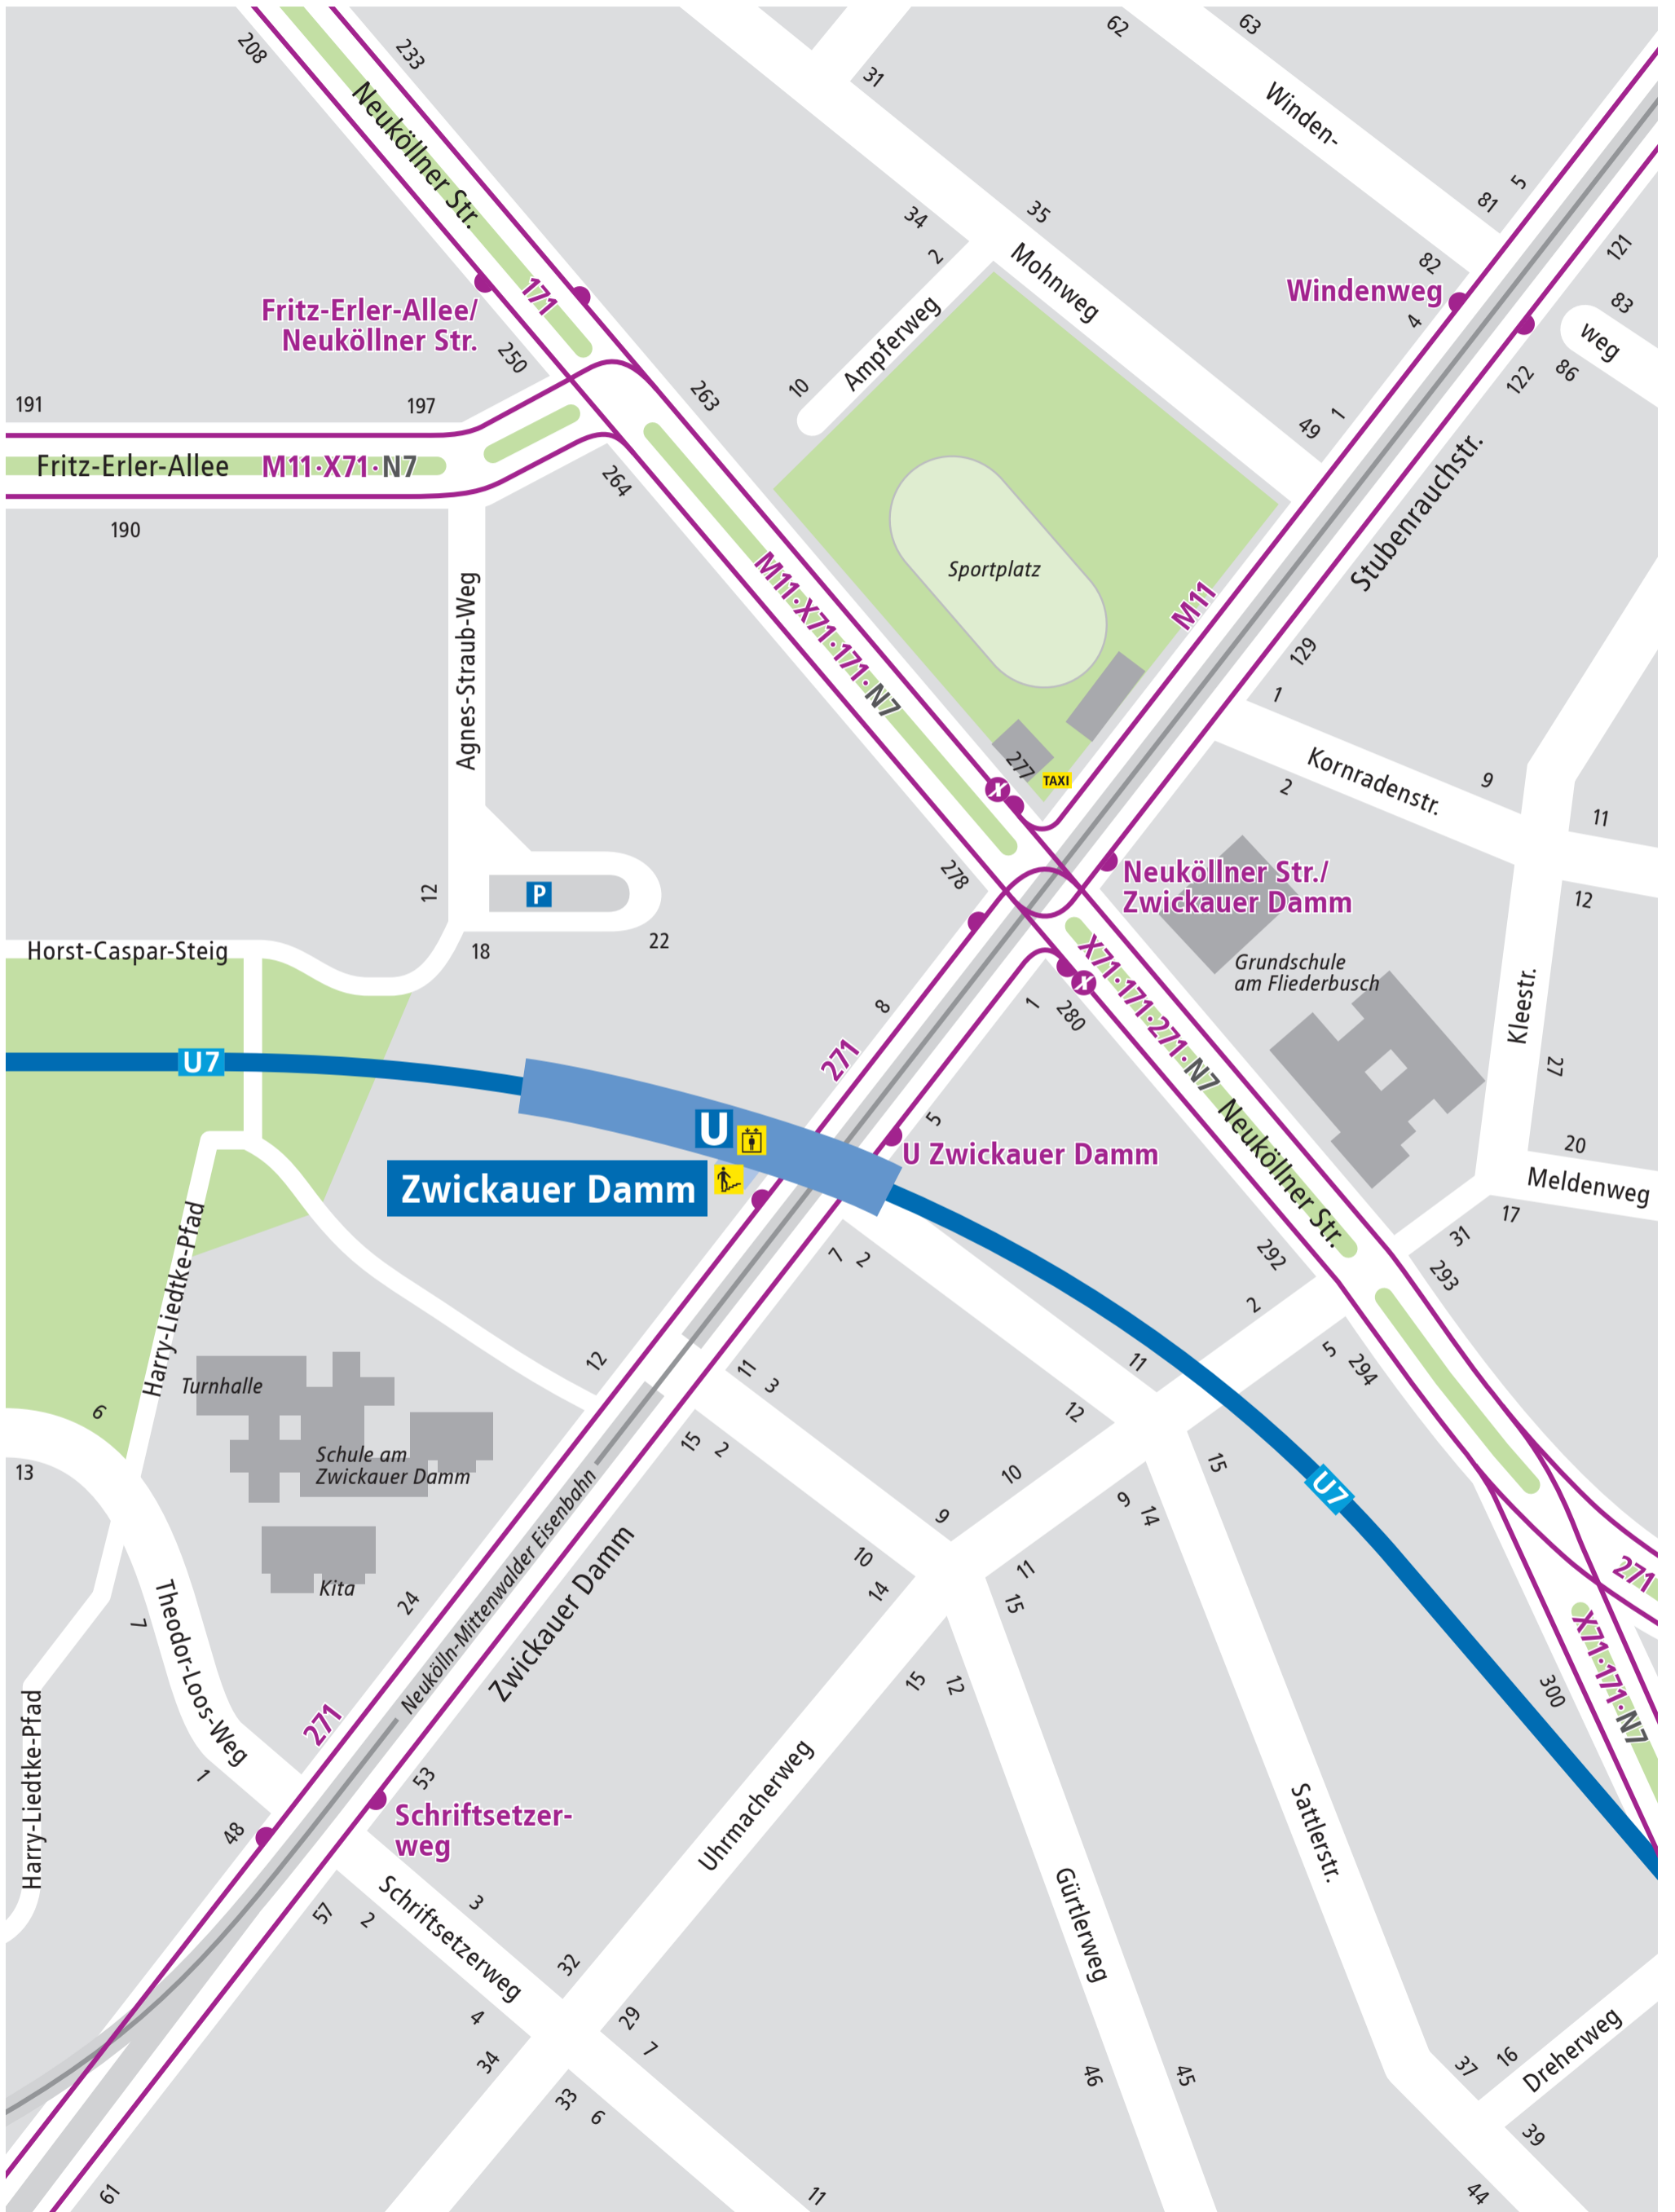 208
233
31
62
63
Winden-
Neuköllner Str.
171
34
35
2
Mohnweg
81
5
82
121
Windenweg
4
83
weg
86
122
Fritz-Erler-Allee/
Neuköllner Str.
250
263
10
Ampferweg
49
1
191
197
Fritz-Erler-Allee
M11·X71·N7
264
190
Stubenrauchstr.
Sportplatz
M11
M11·X71·171·N7
Agnes-Straub-Weg
129
1
Kornradenstr.
2
9
11
277
TAXI
X
278
Neuköllner Str./
Zwickauer Damm
12
12
P
18
22
Horst-Caspar-Steig
Grundschule
am Fliederbusch
X
1
280
8
X71·171·271·N7
Neuköllner Str.
Kleestr.
27
U7
271
U
5
U Zwickauer Damm
Zwickauer Damm
20
Meldenweg
17
31
293
292
2
7
2
Harry-Liedtke-Pfad
12
11
3
11
5
294
Turnhalle
6
13
Schule am
Zwickauer Damm
15
2
12
10
15
9
14
U7
9
10
14
11
15
Kita
Neukölln-Mittenwalder Eisenbahn
Zwickauer Damm
24
7
Theodor-Loos-Weg
271
271
X71·171·N7
300
15
12
Harry-Liedtke-Pfad
1
48
53
Schriftsetzer-
weg
Uhrmacherweg
Sattlerstr.
Gürtlerweg
57
2
3
Schriftsetzerweg
32
4
34
29
7
33
6
46
45
37
16
Dreherweg
39
44
61
11